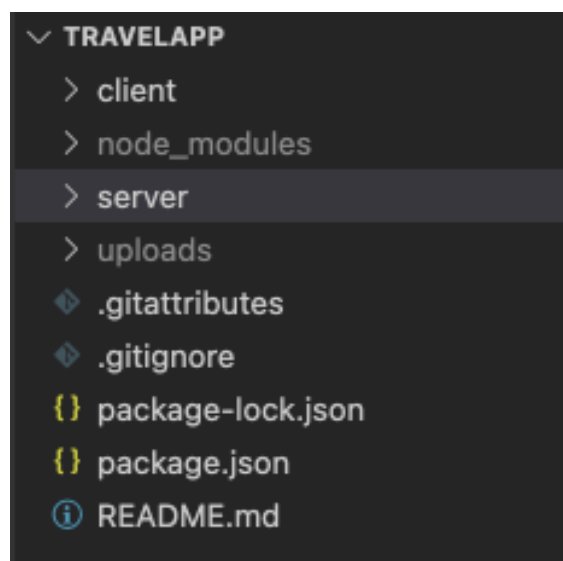 TRAVELAPP
client
node_modules
server
uploads
.gitattributes
.gitignore
{} package-lock.json
{} package.json
README.md